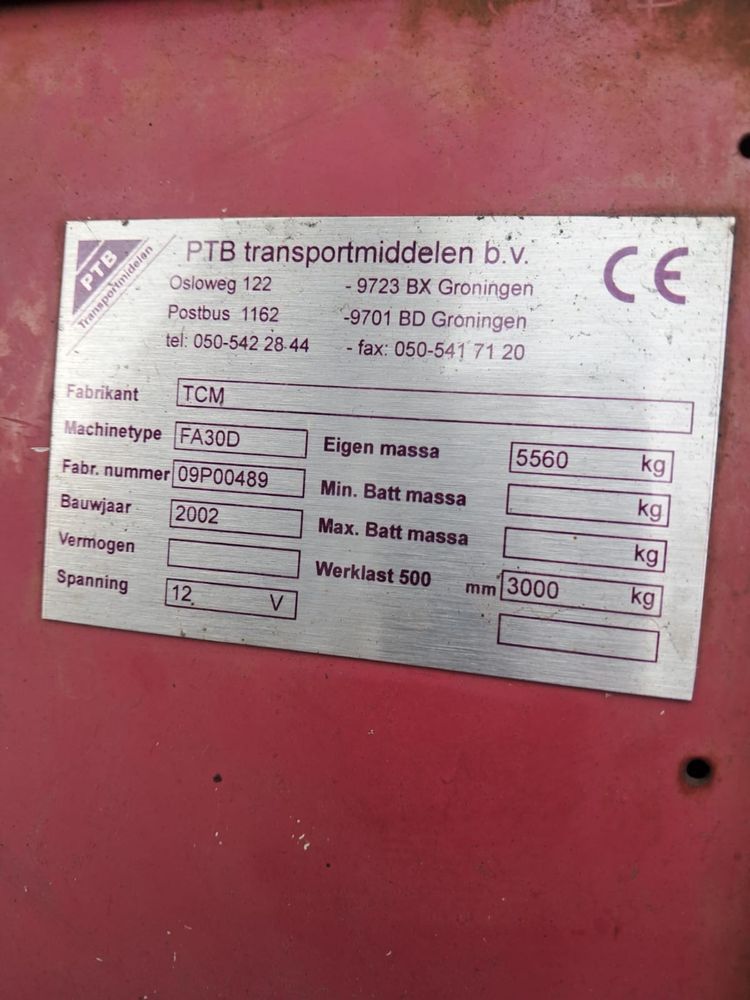 PTB
Transportmiddelen
PTB transportmiddelen b.v.
CE
Osloweg 122 - 9723 BX Groningen
Postbus 1162 -9701 BD Groningen
tel: 050-542 28 44 - fax: 050-541 71 20
Fabrikant TCM
Machinetype FA30D Eigen massa 5560 kg
Fabr. nummer 09P00489 Min. Batt massa kg
Bauwjaar 2002 Max. Batt massa kg
Vermogen Werklast 500 mm 3000 kg
Spanning 12 V